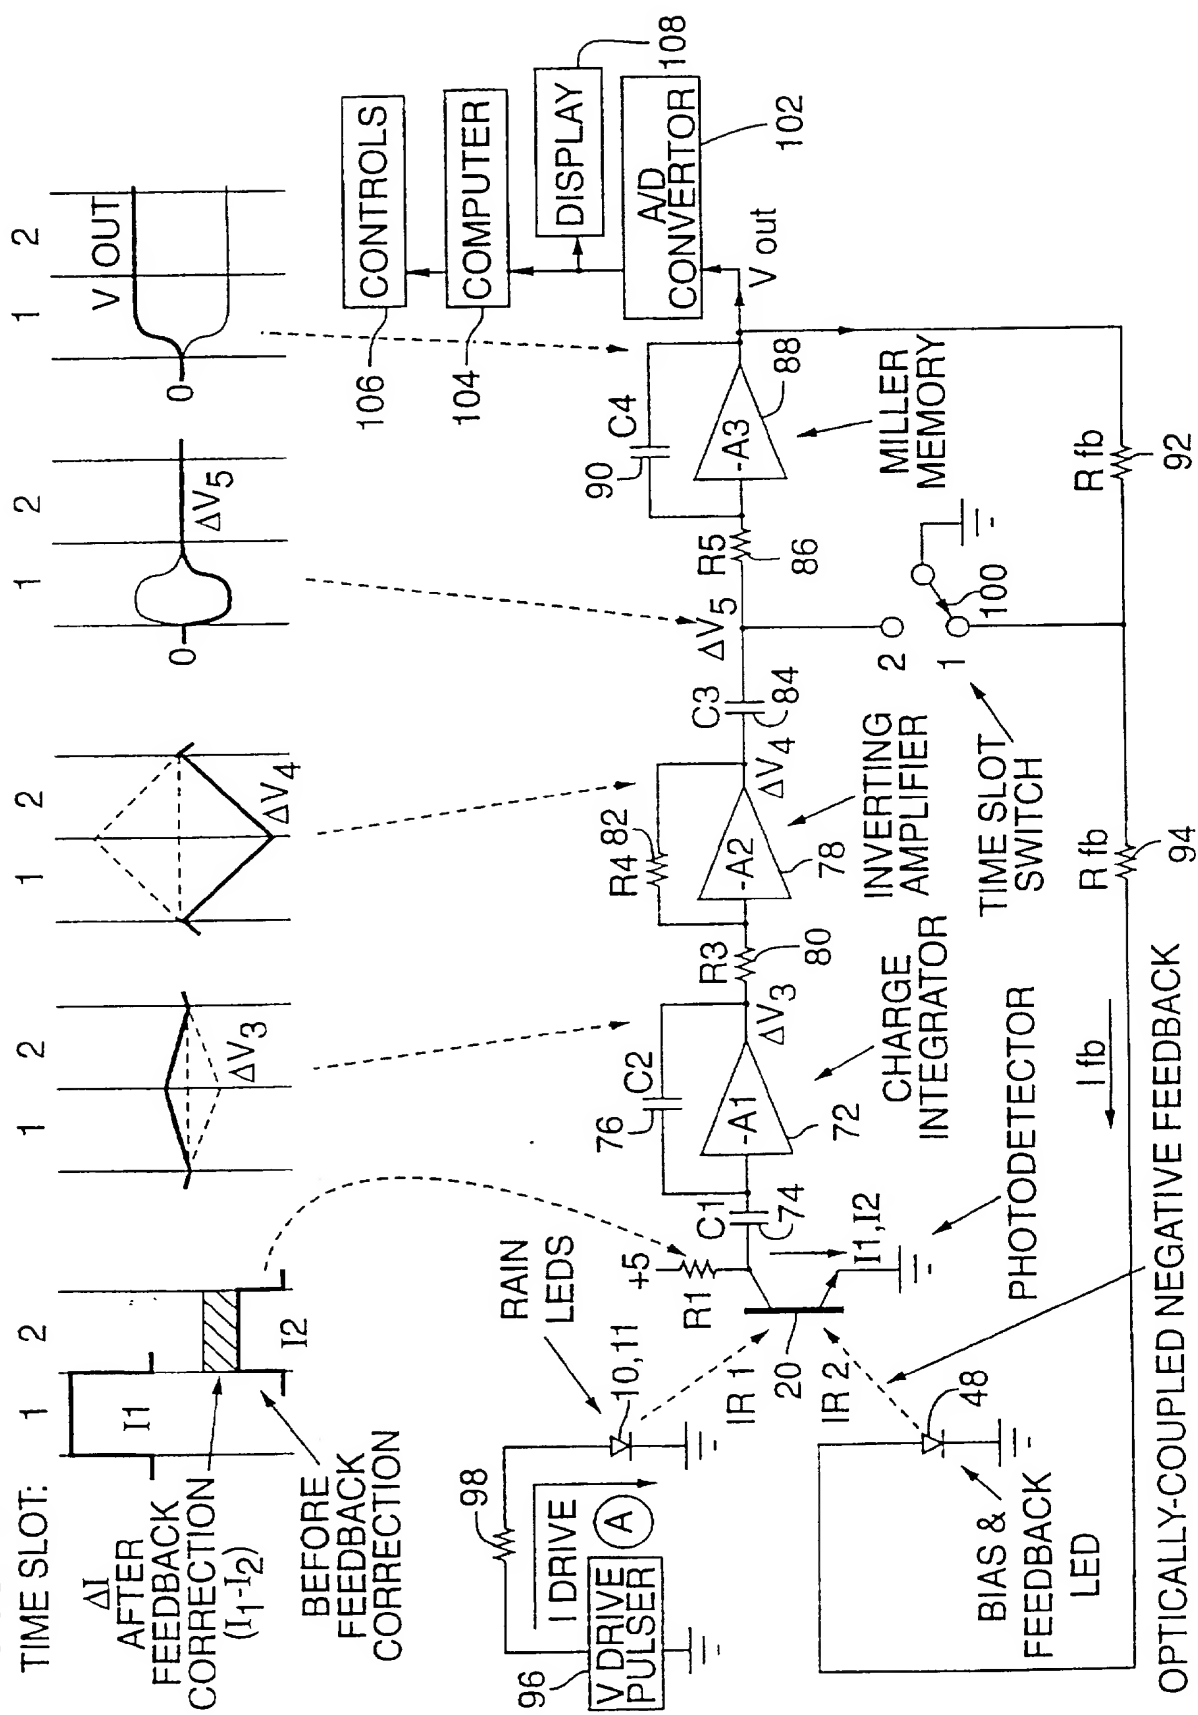 TIME SLOT:
1
2
I1
I2
ΔI
AFTER
FEEDBACK
CORRECTION
(I1-I2)
BEFORE
FEEDBACK
CORRECTION
1
2
ΔV3
1
2
ΔV4
1
2
0
ΔV5
1
2
0
V OUT
96
V DRIVE
PULSER
98
I DRIVE
A
RAIN
LEDS
10,11
IR 1
20
IR 2
48
BIAS &
FEEDBACK
LED
+5
R1
I1,I2
PHOTODETECTOR
C1
74
76
C2
-A1
72
CHARGE
INTEGRATOR
ΔV3
R3
80
R4
82
-A2
78
INVERTING
AMPLIFIER
ΔV4
C3
84
ΔV5
2
1
100
TIME SLOT
SWITCH
R5
86
90
C4
-A3
88
MILLER
MEMORY
V out
A/D
CONVERTOR
102
DISPLAY
108
COMPUTER
104
CONTROLS
106
R fb
92
R fb
94
I fb
OPTICALLY-COUPLED NEGATIVE FEEDBACK